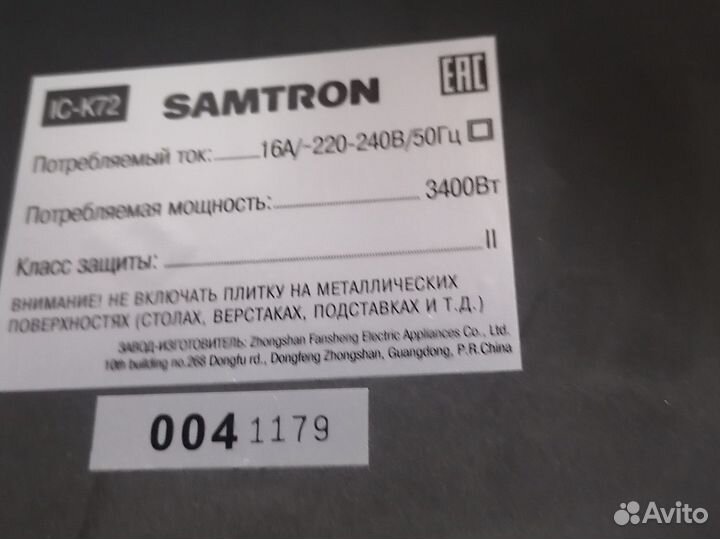 IC-K72 SAMTRON EAC
Потребляемый ток: 16А/~220-240В/50Гц
Потребляемая мощность: 3400Вт
Класс защиты: II
ВНИМАНИЕ! НЕ ВКЛЮЧАТЬ ПЛИТКУ НА МЕТАЛЛИЧЕСКИХ
ПОВЕРХНОСТЯХ (СТОЛАХ, ВЕРСТАКАХ, ПОДСТАВКАХ И Т.Д.)
ЗАВОД-ИЗГОТОВИТЕЛЬ: Zhongshan Fansheng Electric Appliances Co., Ltd.
10th building no.268 Dongfu rd., Dongfeng Zhongshan, Guangdong, P.R.China
004 1179
Avito